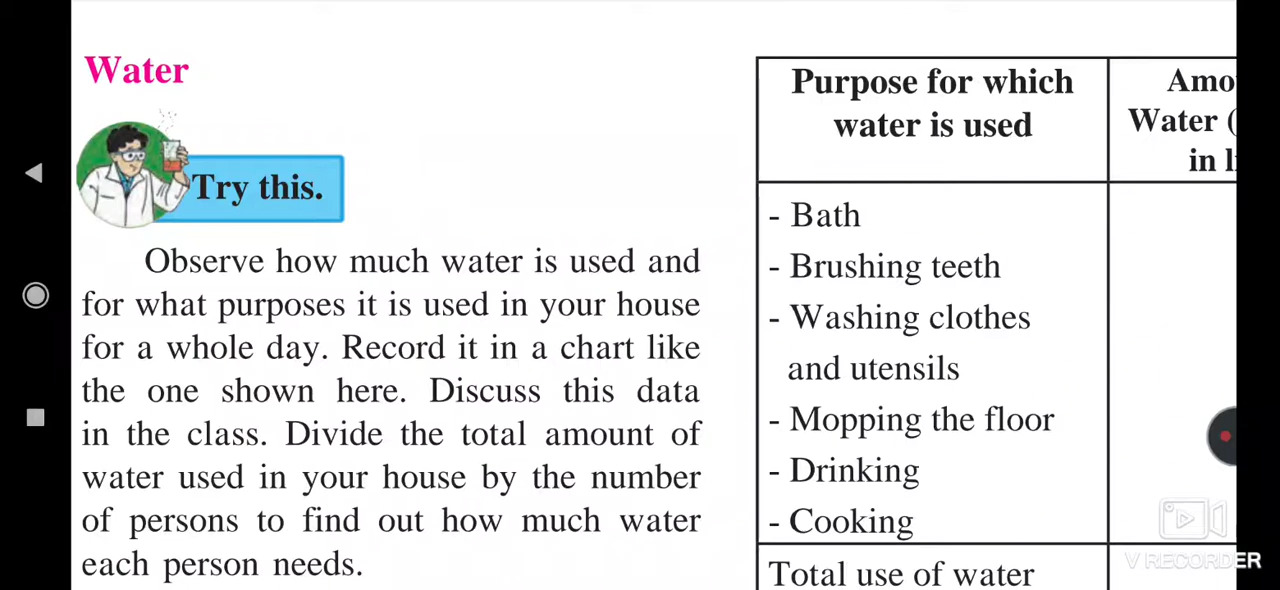 Water
Try this.
Observe how much water is used and
for what purposes it is used in your house
for a whole day. Record it in a chart like
the one shown here. Discuss this data
in the class. Divide the total amount of
water used in your house by the number
of persons to find out how much water
each person needs.
Purpose for which
water is used
Amo
Water (
in l
- Bath
- Brushing teeth
- Washing clothes
and utensils
- Mopping the floor
- Drinking
- Cooking
Total use of water
V RECORDER